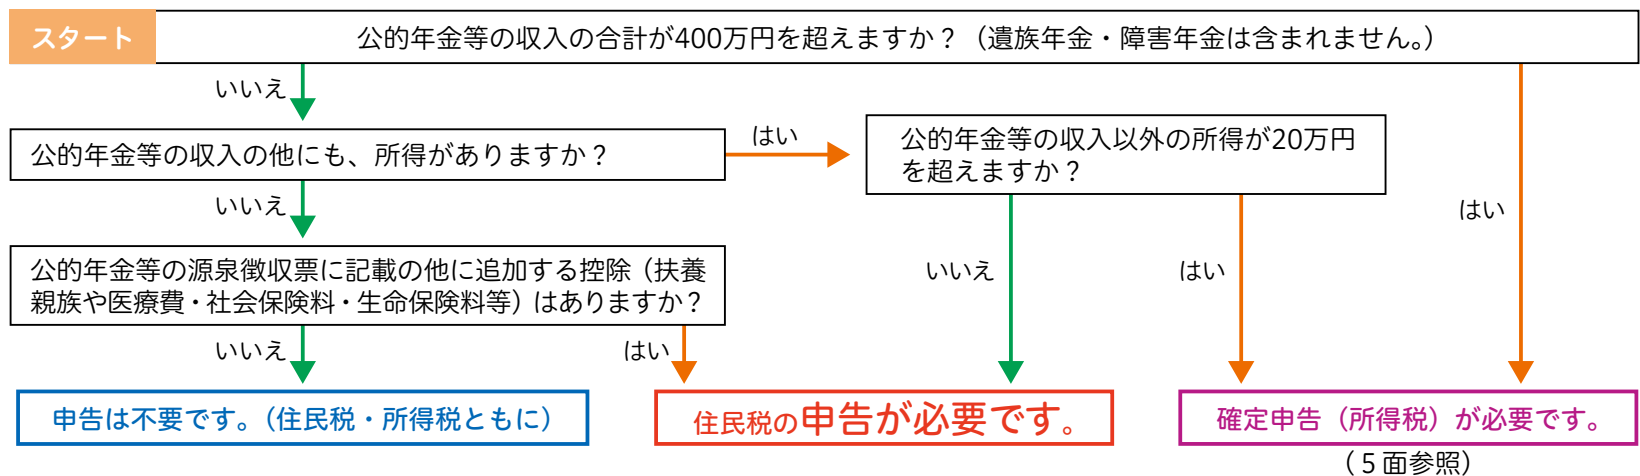 スタート
公的年金等の収入の合計が400万円を超えますか？（遺族年金・障害年金は含まれません。）
いいえ
公的年金等の収入の他にも、所得がありますか？
はい
公的年金等の収入以外の所得が20万円
を超えますか？
いいえ
はい
公的年金等の源泉徴収票に記載の他に追加する控除（扶養
親族や医療費・社会保険料・生命保険料等）はありますか？
いいえ
はい
いいえ
はい
申告は不要です。（住民税・所得税ともに）
住民税の申告が必要です。
確定申告（所得税）が必要です。
（５面参照）